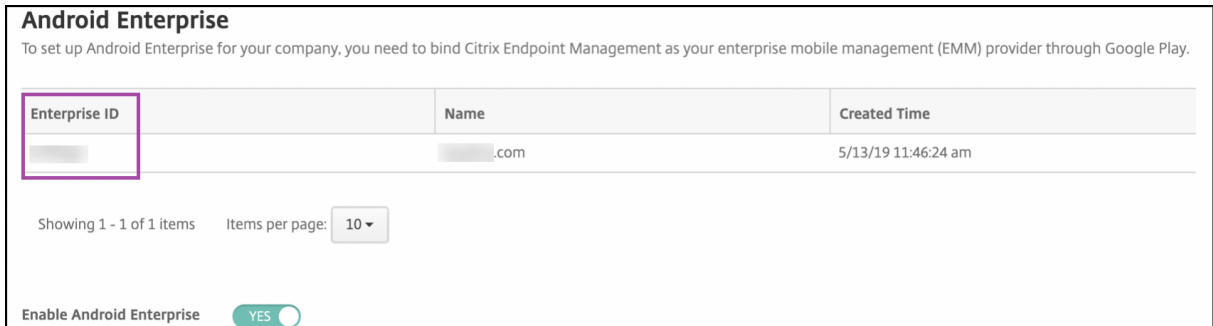 Android Enterprise
To set up Android Enterprise for your company, you need to bind Citrix Endpoint Management as your enterprise mobile management (EMM) provider through Google Play.
Enterprise ID Name Created Time
.com 5/13/19 11:46:24 am
Showing 1 - 1 of 1 items Items per page: 10
Enable Android Enterprise YES